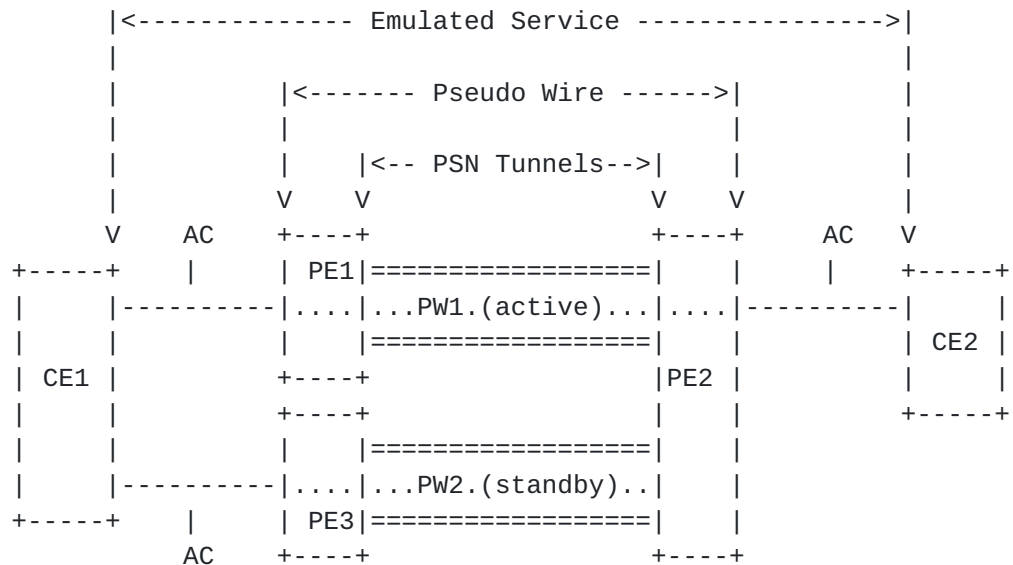 |<-------------- Emulated Service ---------------->|
|                                                  |
|          |<------- Pseudo Wire ------>|          |
|          |                            |          |
|          |    |<-- PSN Tunnels-->|    |          |
|          V    V                  V    V          |
V    AC    +----+                  +----+     AC   V
+-----+    |     | PE1|==================|    |     |    +-----+
|     |----------|....|...PW1.(active)...|....|----------|     |
|     |          |    |==================|    |          | CE2 |
| CE1 |          +----+                  |PE2 |          |     |
|     |          +----+                  |    |          +-----+
|     |          |    |==================|    |
|     |----------|....|...PW2.(standby)..|    |
+-----+    |     | PE3|==================|    |
AC    +----+                  +----+